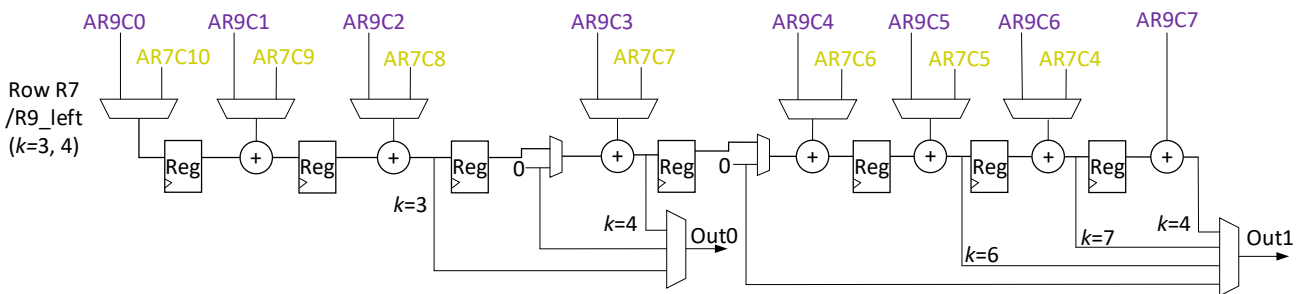 AR9C0 AR9C1 AR9C2 AR9C3 AR9C4 AR9C5 AR9C6 AR9C7
AR7C10 AR7C9 AR7C8 AR7C7 AR7C6 AR7C5 AR7C4
Row R7
/R9_left
(k=3, 4)
Reg + Reg + Reg 0 + Reg 0 + Reg + Reg + Reg +
k=3 k=4 Out0 k=6 k=7 k=4 Out1